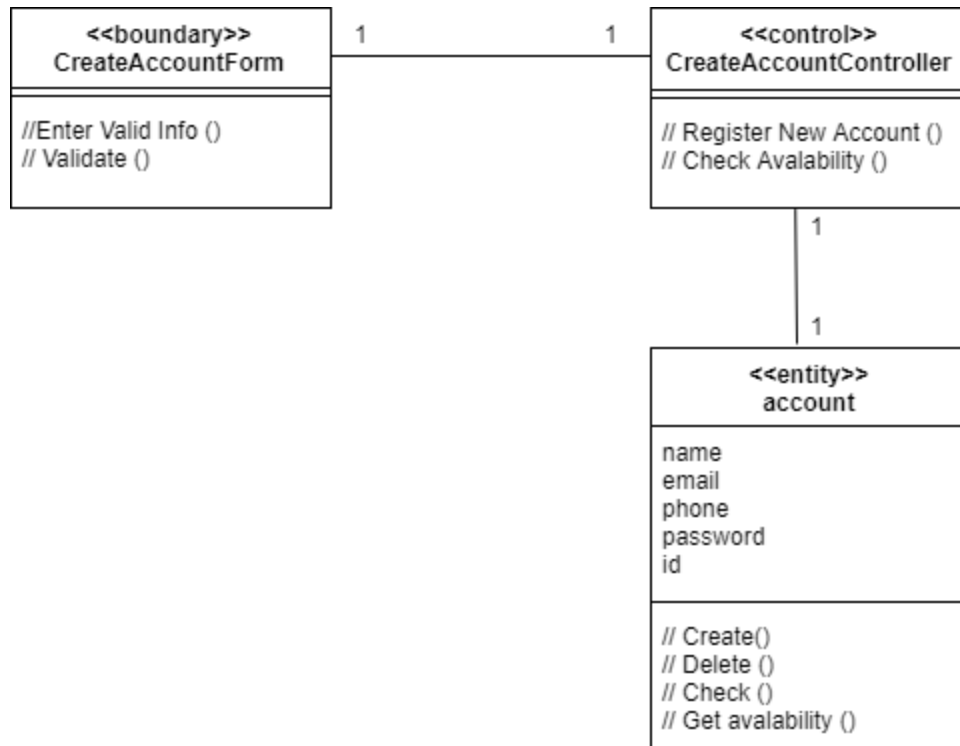 <<boundary>>
CreateAccountForm
//Enter Valid Info ()
// Validate ()
1
1
<<control>>
CreateAccountController
// Register New Account ()
// Check Avalability ()
1
1
<<entity>>
account
name
email
phone
password
id
// Create()
// Delete ()
// Check ()
// Get avalability ()